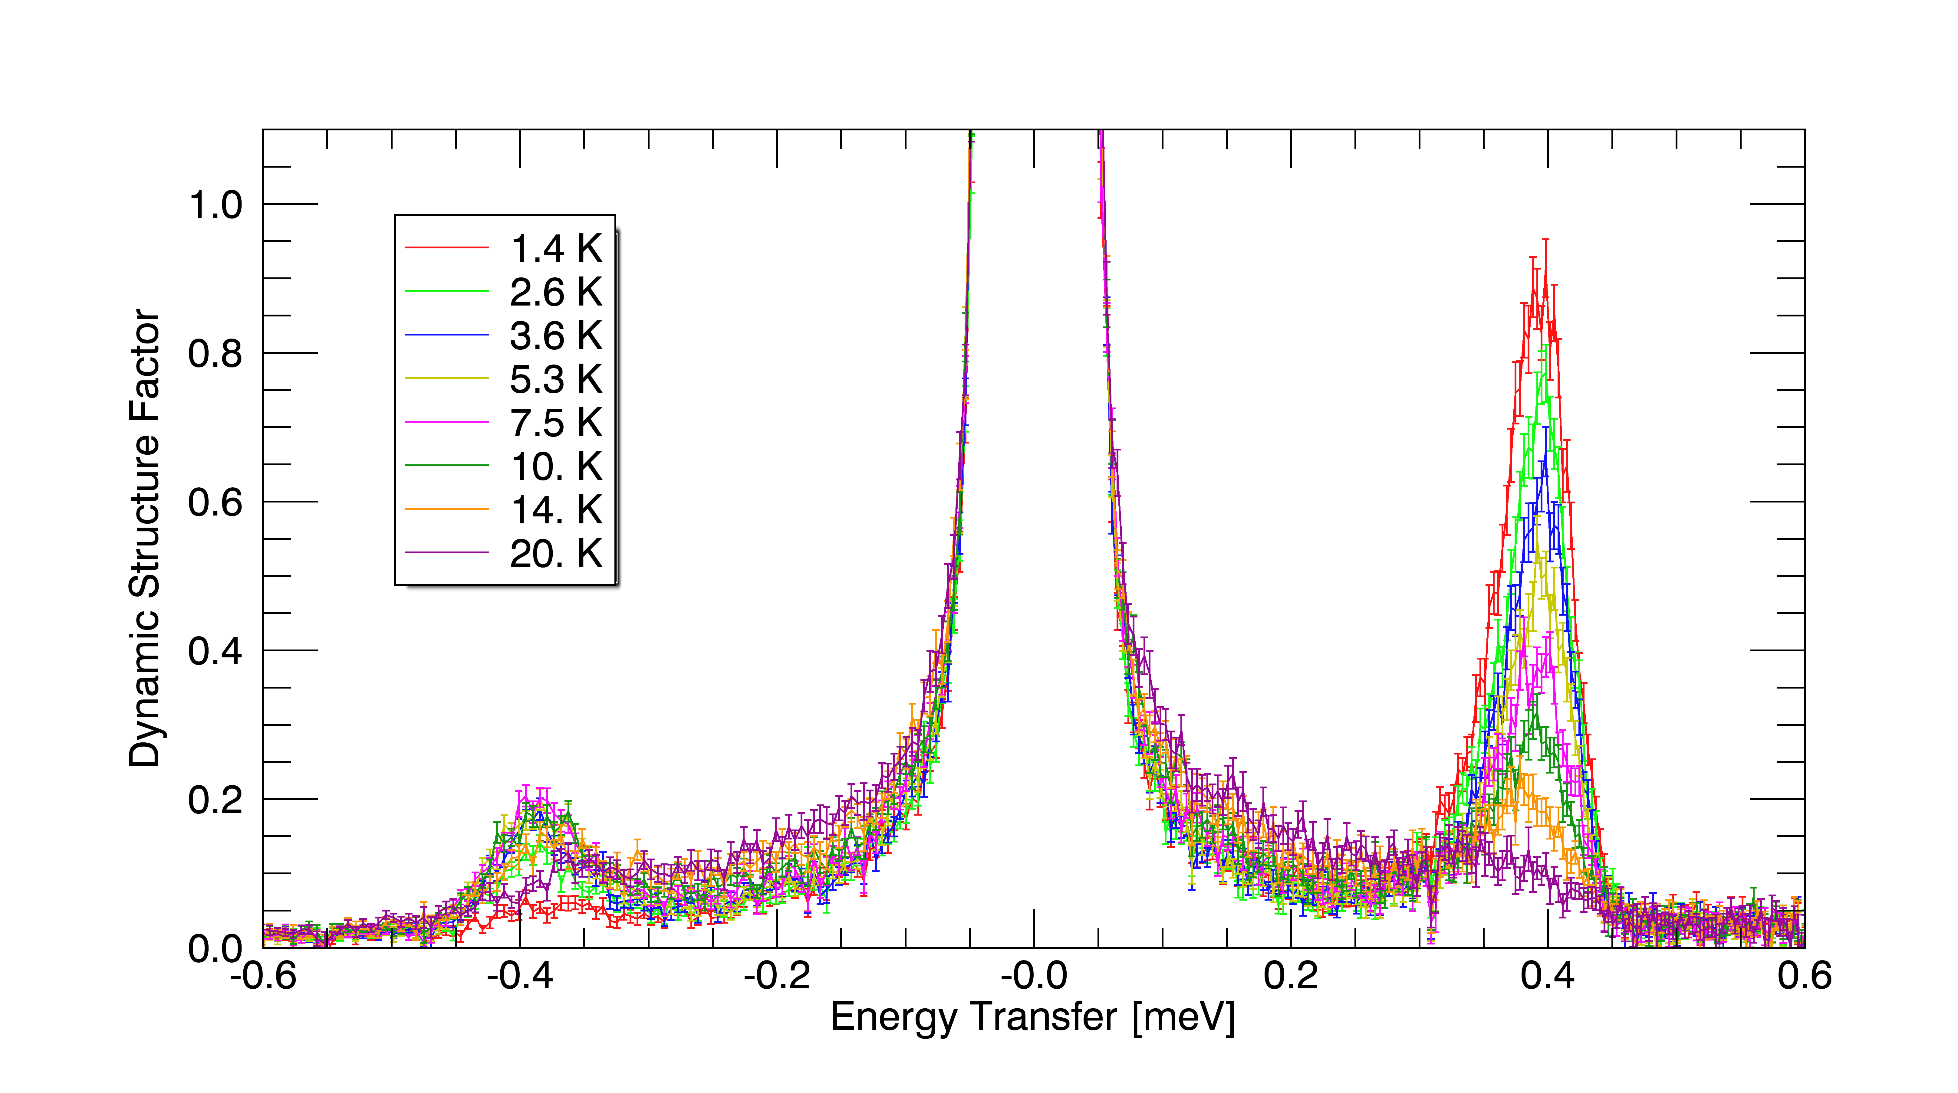 1.0
0.8
0.6
0.4
0.2
0.0
Dynamic Structure Factor
1.4 K
2.6 K
3.6 K
5.3 K
7.5 K
10. K
14. K
20. K
-0.6 -0.4 -0.2 -0.0 0.2 0.4 0.6
Energy Transfer [meV]